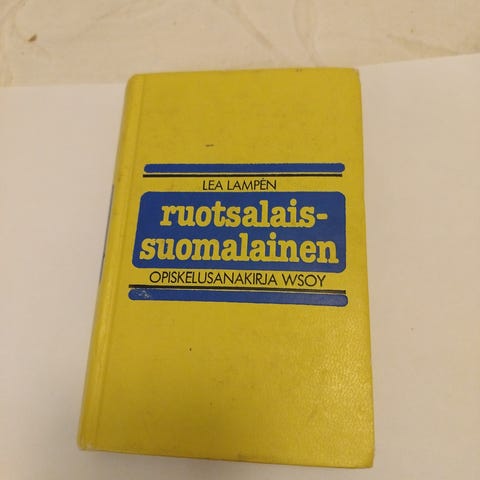 LEA LAMPÉN
ruotsalais-
suomalainen
OPISKELUSANAKIRJA WSOY